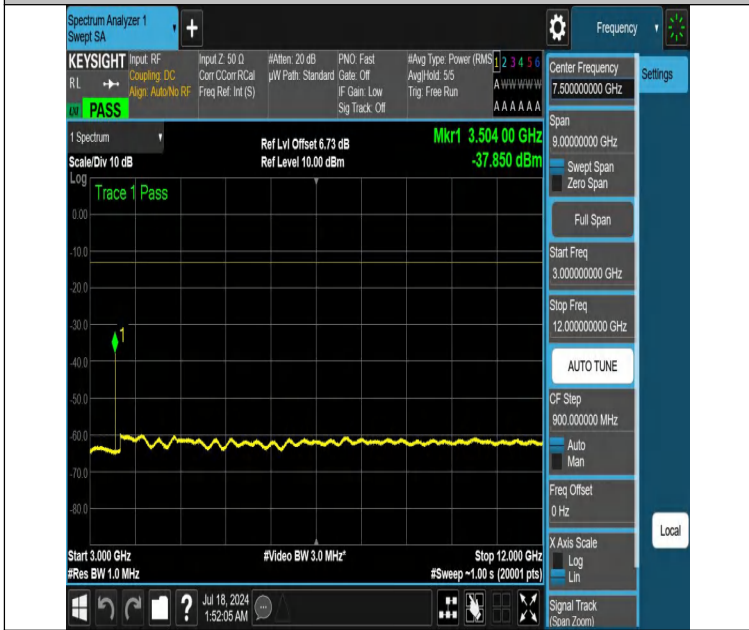 Spectrum Analyzer 1
Swept SA
+
Frequency
KEYSIGHT
RL
PASS
Input: RF
Coupling: DC
Align: Auto/No RF
Input Z: 50 Ω
Corr CCorr RCal
Freq Ref: Int (S)
#Atten: 20 dB
µW Path: Standard
PNO: Fast
Gate: Off
IF Gain: Low
Sig Track: Off
#Avg Type: Power (RMS
Avg|Hold: 5/5
Trig: Free Run
1 2 3 4 5 6
A W W W W W
A A A A A A
Center Frequency
7.500000000 GHz
Settings
Span
9.00000000 GHz
Swept Span
Zero Span
Full Span
Start Freq
3.000000000 GHz
Stop Freq
12.000000000 GHz
AUTO TUNE
CF Step
900.000000 MHz
Auto
Man
Freq Offset
0 Hz
X Axis Scale
Log
Lin
Signal Track
(Span Zoom)
Local
1 Spectrum
Scale/Div 10 dB
Log
Ref Lvl Offset 6.73 dB
Ref Level 10.00 dBm
Mkr1 3.504 00 GHz
-37.850 dBm
Trace 1 Pass
0.00
-10.0
-20.0
-30.0
1
-40.0
-50.0
-60.0
-70.0
-80.0
Start 3.000 GHz
#Res BW 1.0 MHz
#Video BW 3.0 MHz*
Stop 12.000 GHz
#Sweep ~1.00 s (20001 pts)
?
Jul 18, 2024
1:52:05 AM